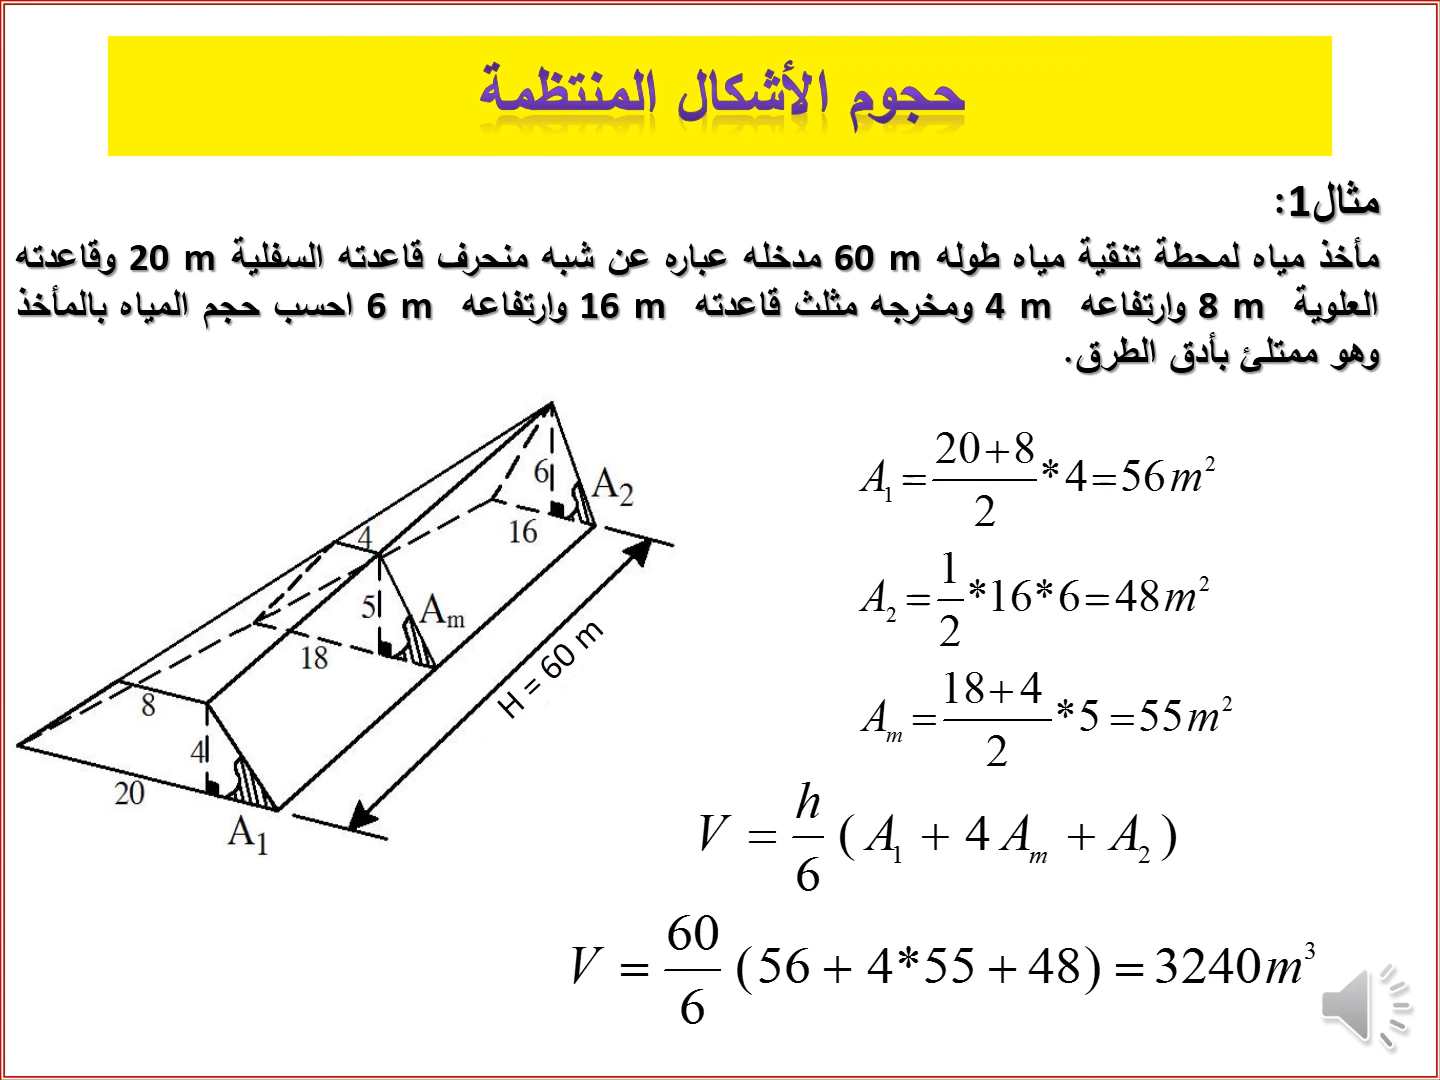 حجوم الأشكال المنتظمة
مثال1:
مأخذ مياه لمحطة تنقية مياه طوله 60 m مدخله عباره عن شبه منحرف قاعدته السفلية 20 m وقاعدته
العلوية 8 m وارتفاعه 4 m ومخرجه مثلث قاعدته 16 m وارتفاعه 6 m احسب حجم المياه بالمأخذ
وهو ممتلئ بأدق الطرق.
A₁ = (20+8)/2 * 4 = 56 m²
A₂ = 1/2 * 16 * 6 = 48 m²
Aₘ = (18+4)/2 * 5 = 55 m²
V = h/6 ( A₁ + 4 Aₘ + A₂ )
V = 60/6 (56 + 4*55 + 48) = 3240 m³
6
A₂
16
4
5
Aₘ
18
H = 60 m
8
4
20
A₁